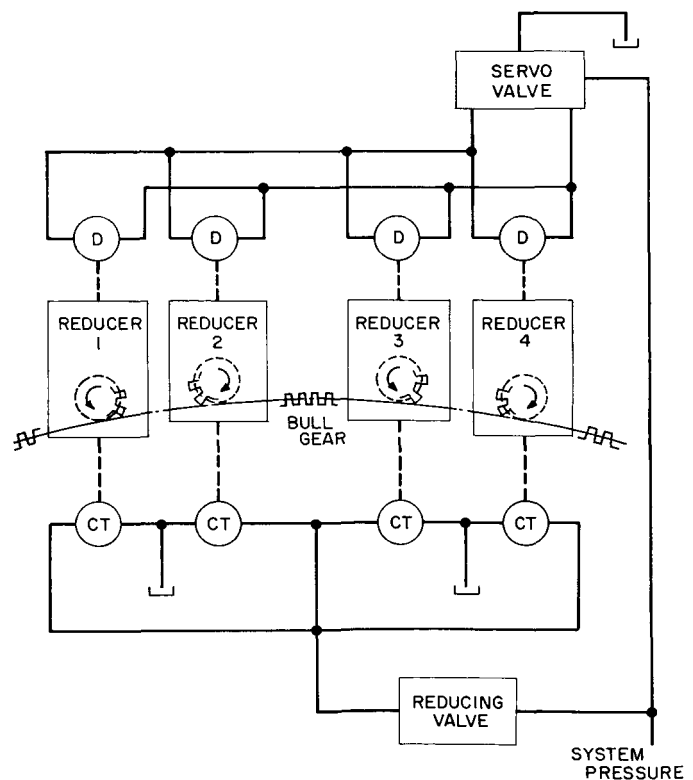 SERVO
VALVE
D
D
D
D
REDUCER
1
REDUCER
2
REDUCER
3
REDUCER
4
BULL
GEAR
CT
CT
CT
CT
REDUCING
VALVE
SYSTEM
PRESSURE